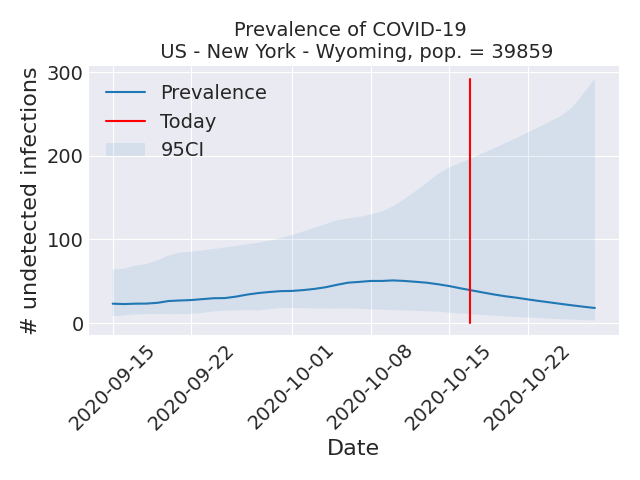 Prevalence of COVID-19
US - New York - Wyoming, pop. = 39859
# undetected infections
300
200
100
0
Prevalence
Today
95CI
2020-09-15
2020-09-22
2020-10-01
2020-10-08
2020-10-15
2020-10-22
Date